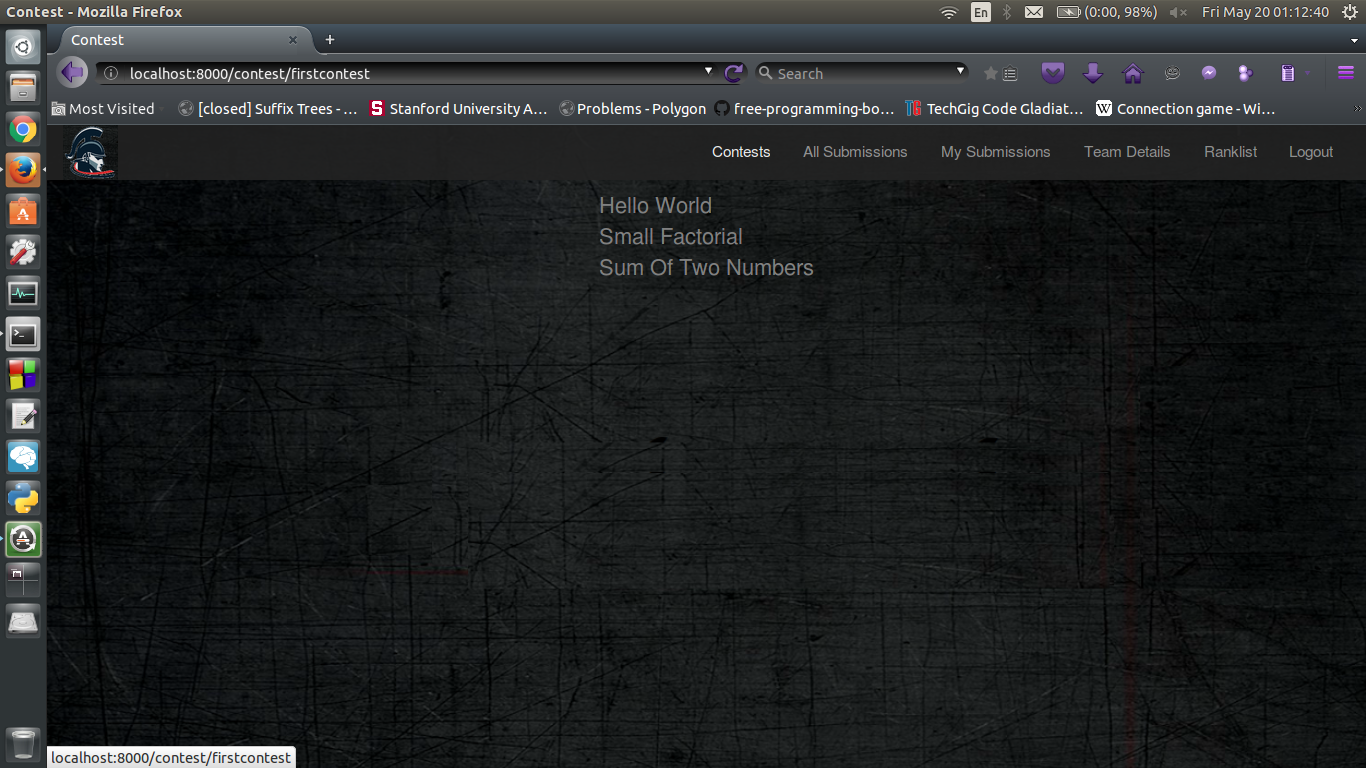 Contest - Mozilla Firefox
En
(0:00, 98%)
Fri May 20 01:12:40
Contest
localhost:8000/contest/firstcontest
Search
Most Visited
[closed] Suffix Trees - ...
S
Stanford University A...
Problems - Polygon
free-programming-bo...
TG
TechGig Code Gladiat...
W
Connection game - Wi...
Contests
All Submissions
My Submissions
Team Details
Ranklist
Logout
Hello World
Small Factorial
Sum Of Two Numbers
localhost:8000/contest/firstcontest